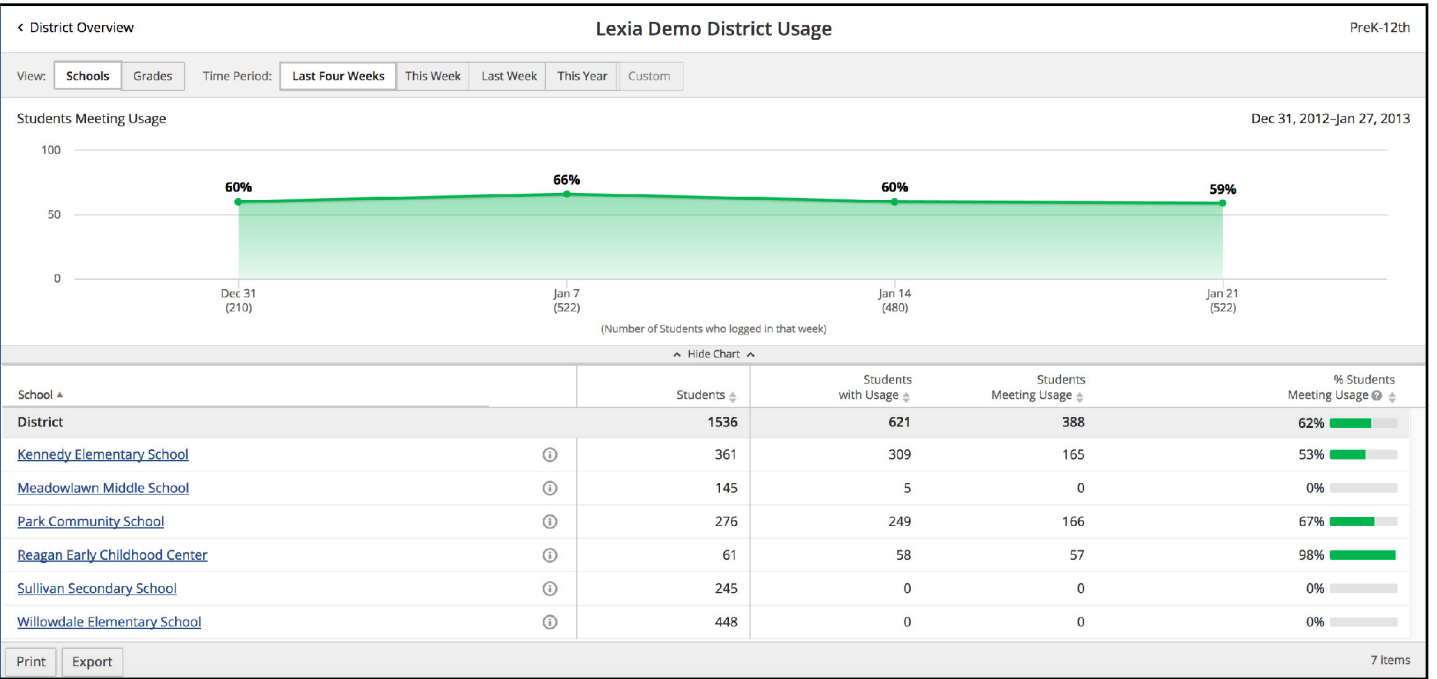 ‹ District Overview Lexia Demo District Usage PreK-12th
View: Schools Grades Time Period: Last Four Weeks This Week Last Week This Year Custom
Students Meeting Usage Dec 31, 2012–Jan 27, 2013
100
60% 66% 60% 59%
50
0
Dec 31 Jan 7 Jan 14 Jan 21
(210) (522) (480) (522)
(Number of Students who logged in that week)
Hide Chart
School Students Students with Usage Students Meeting Usage % Students Meeting Usage ?
District 1536 621 388 62%
Kennedy Elementary School i 361 309 165 53%
Meadowlawn Middle School i 145 5 0 0%
Park Community School i 276 249 166 67%
Reagan Early Childhood Center i 61 58 57 98%
Sullivan Secondary School i 245 0 0 0%
Willowdale Elementary School i 448 0 0 0%
Print Export 7 items